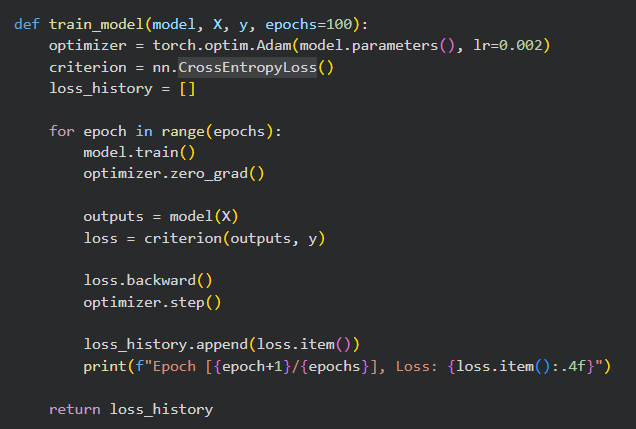 def train_model(model, X, y, epochs=100):
    optimizer = torch.optim.Adam(model.parameters(), lr=0.002)
    criterion = nn.CrossEntropyLoss()
    loss_history = []

    for epoch in range(epochs):
        model.train()
        optimizer.zero_grad()

        outputs = model(X)
        loss = criterion(outputs, y)

        loss.backward()
        optimizer.step()

        loss_history.append(loss.item())
        print(f"Epoch [{epoch+1}/{epochs}], Loss: {loss.item():.4f}")

    return loss_history